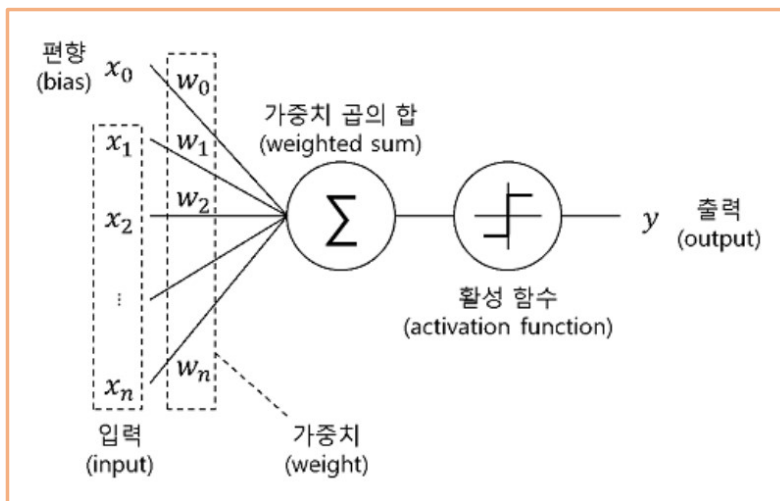 편향
(bias)
x₀
w₀
가중치 곱의 합
(weighted sum)
x₁
w₁
x₂
w₂
∑
y
출력
(output)
⋮
활성 함수
(activation function)
xₙ
wₙ
입력
(input)
가중치
(weight)